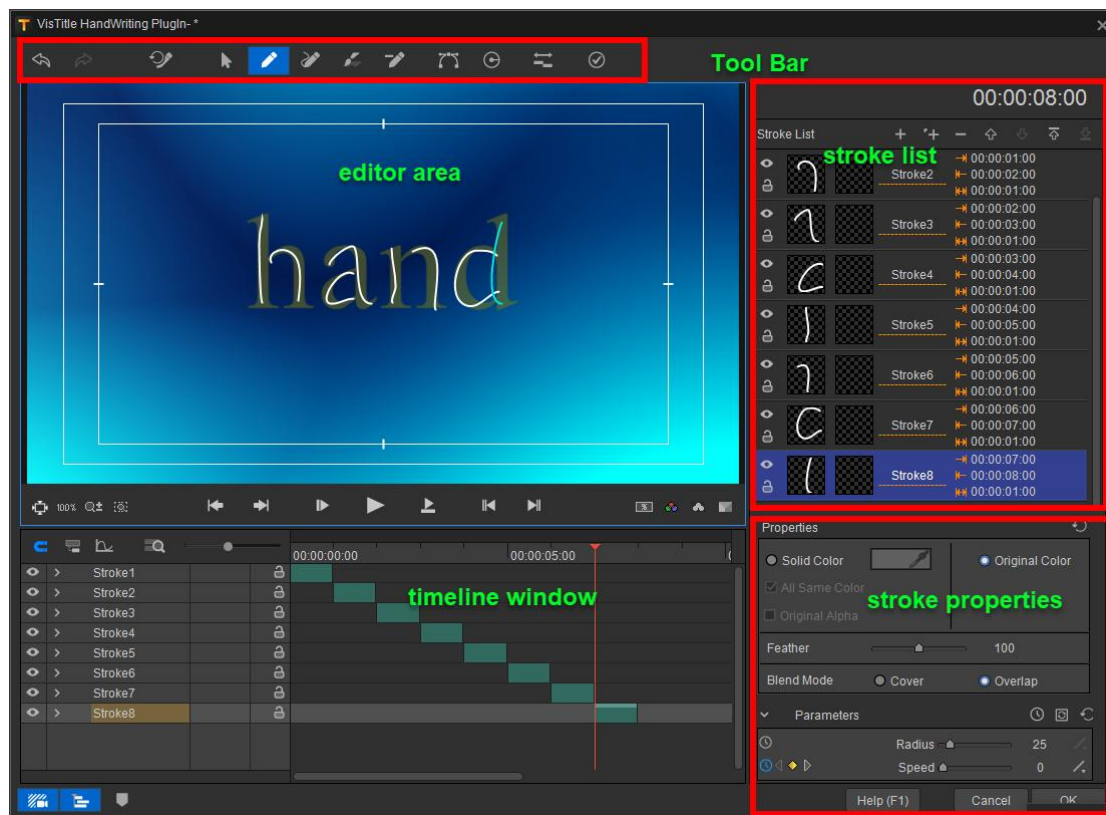 VisTitle HandWriting PlugIn- *
Tool Bar
00:00:08:00
Stroke List
stroke list
00:00:01:00
Stroke2
00:00:02:00
00:00:01:00
00:00:02:00
Stroke3
00:00:03:00
00:00:01:00
00:00:03:00
Stroke4
00:00:04:00
00:00:01:00
00:00:04:00
Stroke5
00:00:05:00
00:00:01:00
00:00:05:00
Stroke6
00:00:06:00
00:00:01:00
00:00:06:00
Stroke7
00:00:07:00
00:00:01:00
00:00:07:00
Stroke8
00:00:08:00
00:00:01:00
editor area
hand
100%
00:00:00:00 00:00:05:00
Stroke1
Stroke2
Stroke3
Stroke4
Stroke5
Stroke6
Stroke7
Stroke8
timeline window
Properties
Solid Color Original Color
All Same Color
stroke properties
Original Alpha
Feather 100
Blend Mode Cover Overlap
Parameters
Radius 25
Speed 0
Help (F1) Cancel OK